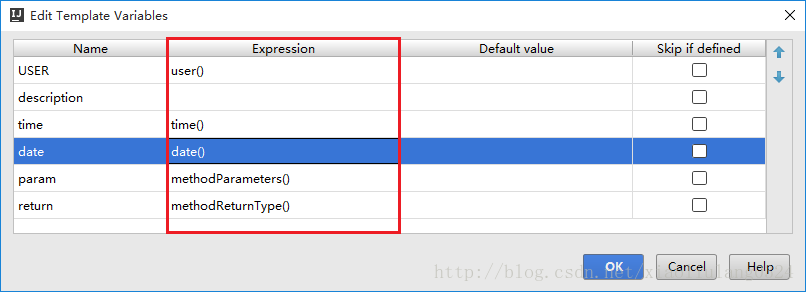 Edit Template Variables
Name Expression Default value Skip if defined
USER user()
description
time time()
date date()
param methodParameters()
return methodReturnType()
OK Cancel Help
http://blog.csdn.net/